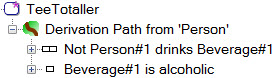 TeeTotaller
Derivation Path from 'Person'
Not Person#1 drinks Beverage#1
Beverage#1 is alcoholic